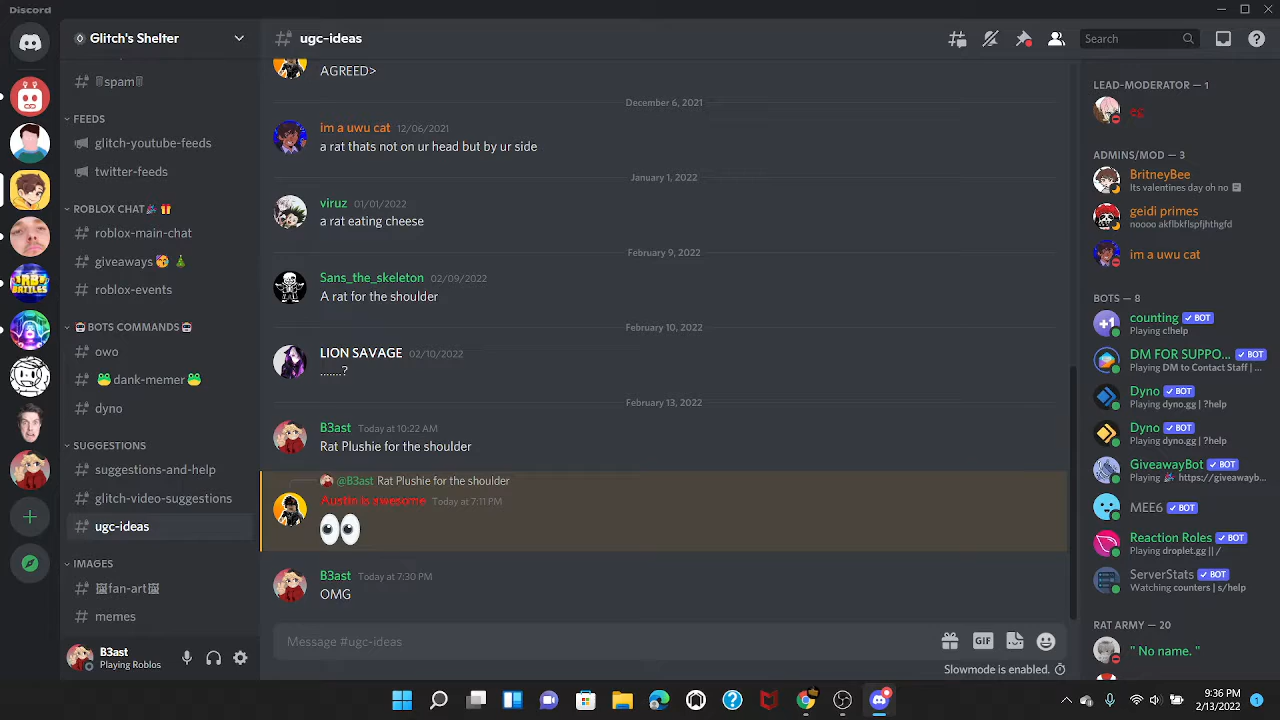 Discord
Glitch's Shelter
spam
FEEDS
glitch-youtube-feeds
twitter-feeds
ROBLOX CHAT🎉 🎁
roblox-main-chat
giveaways🥳 🎄
roblox-events
BOTS COMMANDS
owo
🐸dank-memer🐸
dyno
SUGGESTIONS
suggestions-and-help
glitch-video-suggestions
ugc-ideas
IMAGES
🖼fan-art🖼
memes
B3ast
Playing Roblos
ugc-ideas
AGREED>
December 6, 2021
im a uwu cat 12/06/2021
a rat thats not on ur head but by ur side
January 1, 2022
viruz 01/01/2022
a rat eating cheese
February 9, 2022
Sans_the_skeleton 02/09/2022
A rat for the shoulder
February 10, 2022
LION SAVAGE 02/10/2022
......?
February 13, 2022
B3ast Today at 10:22 AM
Rat Plushie for the shoulder
@B3ast Rat Plushie for the shoulder
Austin is awesome Today at 7:11 PM
👀
B3ast Today at 7:30 PM
OMG
Message #ugc-ideas
GIF
Slowmode is enabled.
Search
LEAD-MODERATOR — 1
ADMINS/MOD — 3
BritneyBee
Its valentines day oh no
geidi primes
noooo akflbkflspfjhthgfd
im a uwu cat
BOTS — 8
counting ✓ BOT
Playing c!help
DM FOR SUPPO... ✓ BOT
Playing DM to Contact Staff | ...
Dyno ✓ BOT
Playing dyno.gg | ?help
Dyno ✓ BOT
Playing dyno.gg | ?help
GiveawayBot ✓ BOT
Playing 🎉 https://giveawayb...
MEE6 ✓ BOT
Reaction Roles ✓ BOT
Playing droplet.gg || /
ServerStats ✓ BOT
Watching counters | s/help
RAT ARMY — 20
" No name. "
9:36 PM
2/13/2022
1